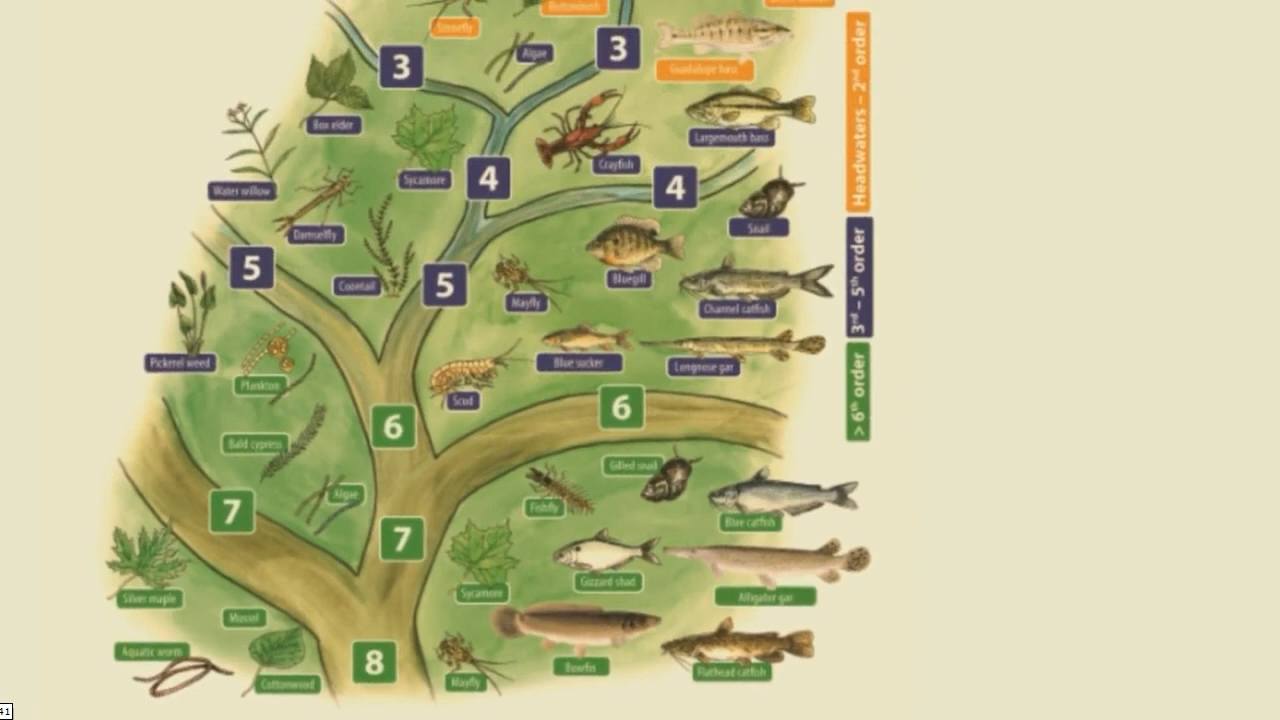 Stonefly
Buttonbush
3
3
Algae
Guadalupe bass
Box elder
Largemouth bass
Crayfish
Water willow
Sycamore
4
4
Damselfly
Snail
5
Coontail
5
Mayfly
Bluegill
Channel catfish
Pickerel weed
Plankton
Blue sucker
Longnose gar
Scud
6
6
Bald cypress
Gilled snail
7
Algae
Fishfly
Blue catfish
7
Silver maple
Sycamore
Gizzard shad
Alligator gar
Mussel
Aquatic worm
Cottonwood
8
Mayfly
Bowfin
Flathead catfish
Headwaters – 2nd order
3rd – 5th order
> 6th order
41